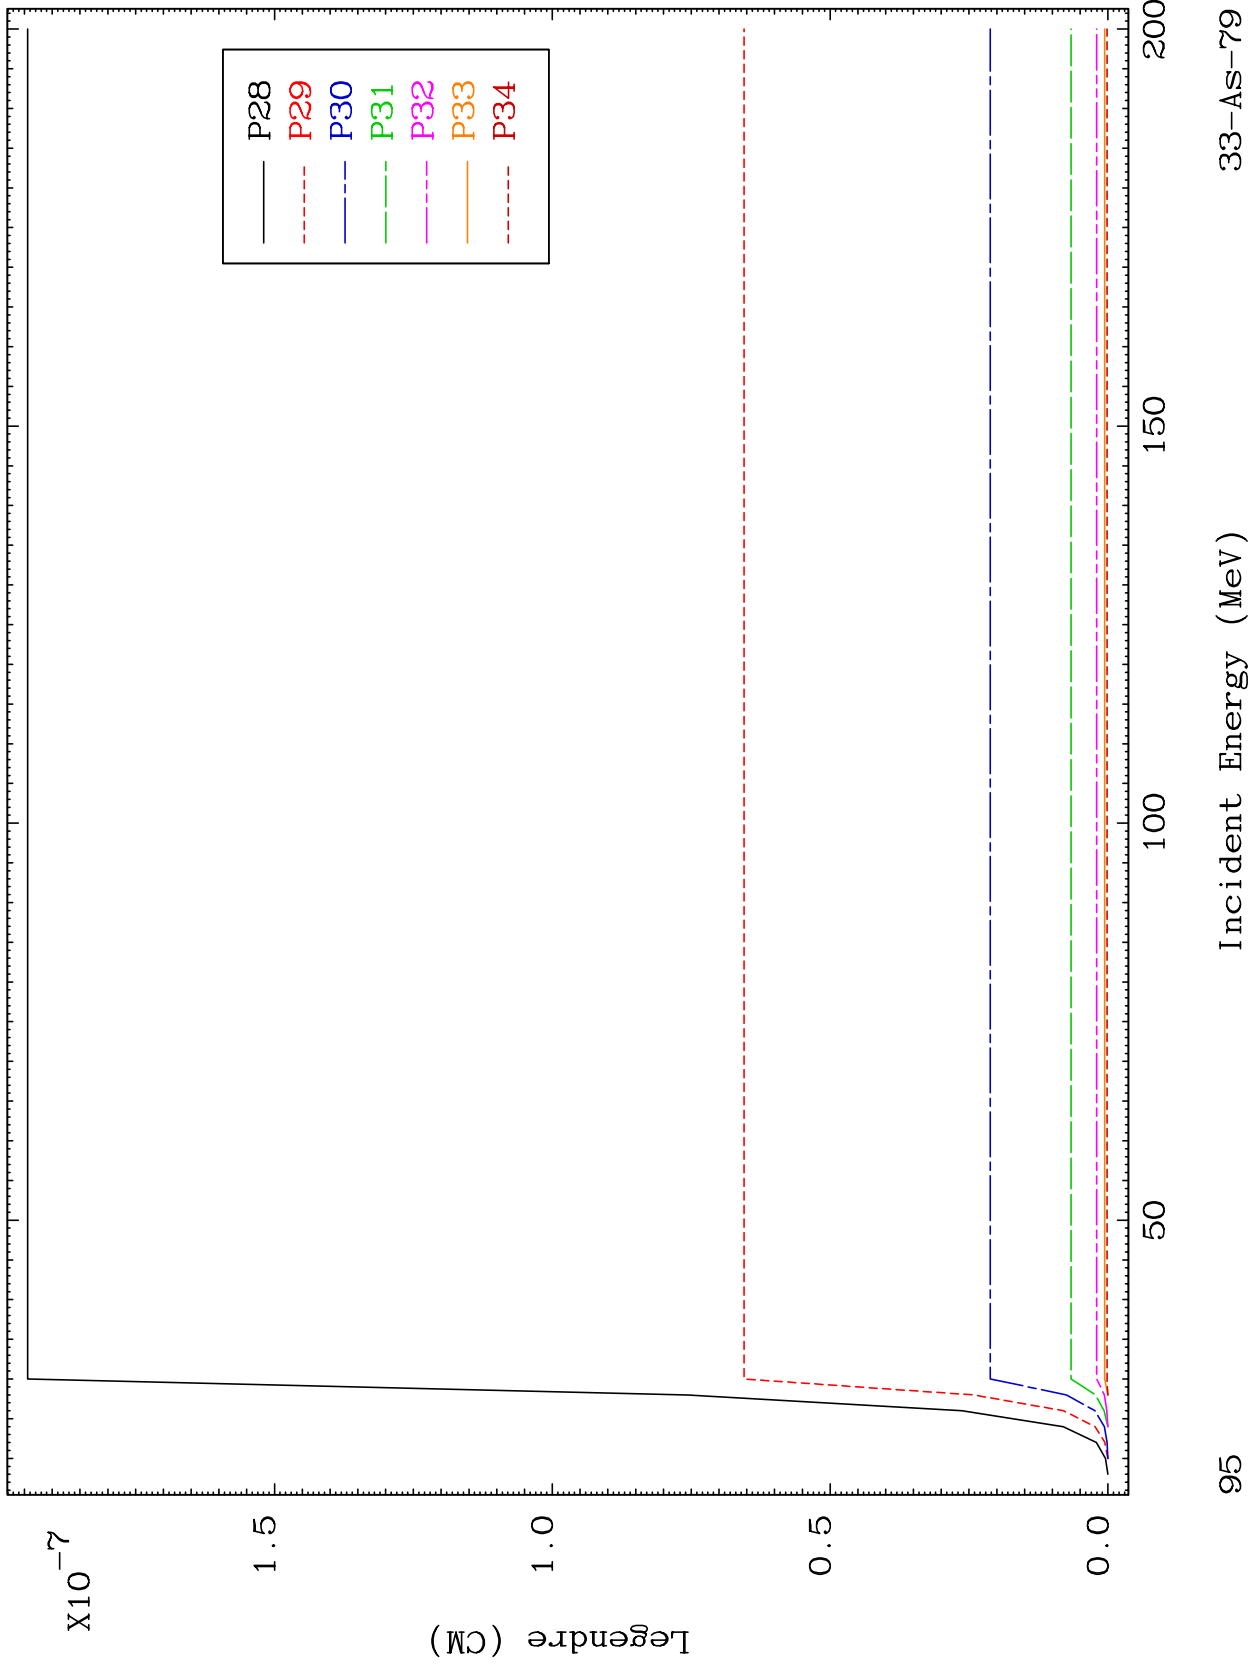 X10-7
Legendre (CM)
1.5
1.0
0.5
0.0
P28
P29
P30
P31
P32
P33
P34
50
100
150
200
Incident Energy (MeV)
95
33-As-79